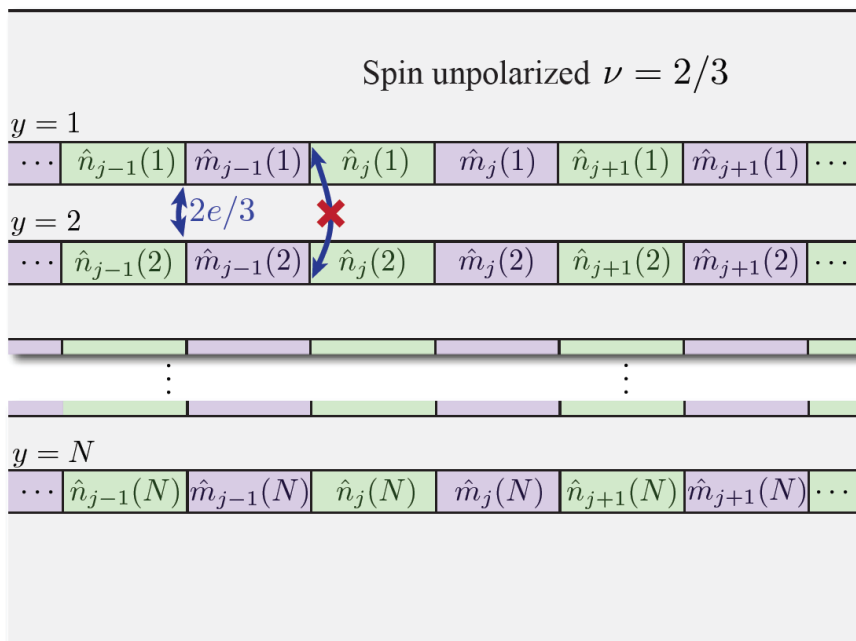 Spin unpolarized ν = 2/3
y = 1
⋯ n̂_{j−1}(1) m̂_{j−1}(1) n̂_j(1) m̂_j(1) n̂_{j+1}(1) m̂_{j+1}(1) ⋯
2e/3
y = 2
⋯ n̂_{j−1}(2) m̂_{j−1}(2) n̂_j(2) m̂_j(2) n̂_{j+1}(2) m̂_{j+1}(2) ⋯
⋮ ⋮
y = N
⋯ n̂_{j−1}(N) m̂_{j−1}(N) n̂_j(N) m̂_j(N) n̂_{j+1}(N) m̂_{j+1}(N) ⋯